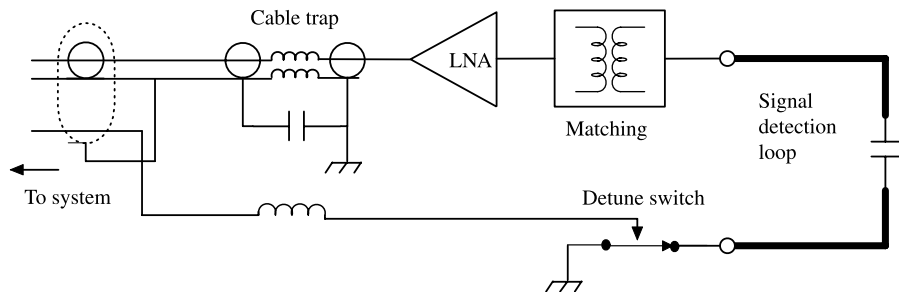 Cable trap
LNA
Matching
Signal
detection
loop
To system
Detune switch